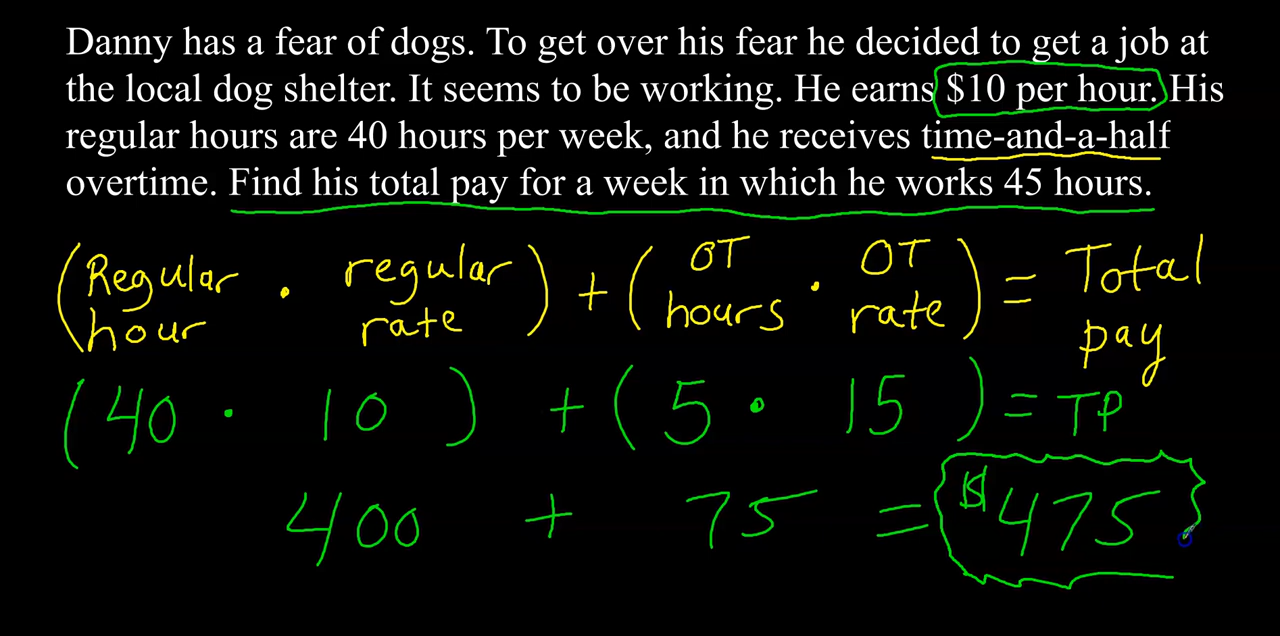 Danny has a fear of dogs. To get over his fear he decided to get a job at
the local dog shelter. It seems to be working. He earns $10 per hour. His
regular hours are 40 hours per week, and he receives time-and-a-half
overtime. Find his total pay for a week in which he works 45 hours.
(Regular hour · regular rate) + (OT hours · OT rate) = Total pay
(40 · 10) + (5 · 15) = TP
400 + 75 = $475